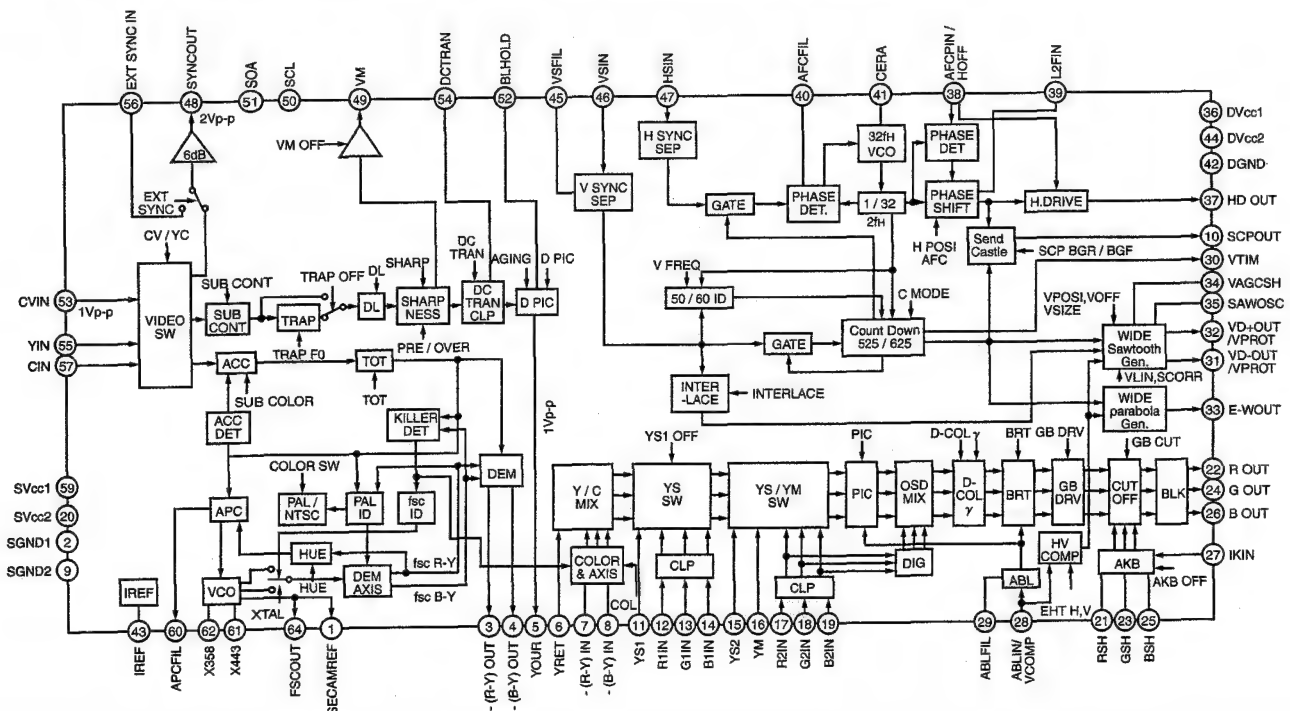 EXT SYNC IN
SYNCOUT
SOA
SCL
VM
DCTRAN
BLHOLD
VSFIL
VSIN
HSIN
AFCFIL
CERA
AFCPIN/
HOFF
L2FIN
56
48
51
50
49
54
52
45
46
47
40
41
38
39
2Vp-p
6dB
VM OFF
EXT
SYNC
CV / YC
V SYNC
SEP
H SYNC
SEP
GATE
PHASE
DET.
32fH
VCO
1 / 32
2fH
PHASE
DET
PHASE
SHIFT
H.DRIVE
H POSI
AFC
Send
Castle
SCP BGR / BGF
36 DVcc1
44 DVcc2
42 DGND
37 HD OUT
10 SCPOUT
30 VTIM
34 VAGCSH
35 SAWOSC
32 VD+OUT
/VPROT
31 VD-OUT
/VPROT
33 E-WOUT
22 R OUT
24 G OUT
26 B OUT
27 IKIN
CVIN 53
1Vp-p
YIN 55
CIN 57
VIDEO
SW
SUB CONT
SUB
CONT
TRAP OFF
TRAP
TRAP F0
DL
DL
SHARP
SHARP
NESS
PRE / OVER
DC
TRAN
DC
TRAN
CLP
AGING
D PIC
D PIC
V FREQ
50 / 60 ID
C MODE
GATE
Count Down
525 / 625
INTER
-LACE
INTERLACE
VPOSI,VOFF
VSIZE
WIDE
Sawtooth
Gen.
VLIN,SCORR
WIDE
parabola
Gen.
ACC
SUB COLOR
TOT
TOT
ACC
DET
KILLER
DET
1Vp-p
COLOR SW
PAL /
NTSC
PAL
ID
fsc
ID
DEM
APC
HUE
HUE
VCO
XTAL
DEM
AXIS
fsc R-Y
fsc B-Y
SVcc1 59
SVcc2 20
SGND1 2
SGND2 9
IREF
YS1 OFF
Y / C
MIX
YS
SW
YS / YM
SW
PIC
PIC
OSD
MIX
D-COL γ
D-
COL
γ
BRT
BRT
GB DRV
GB
DRV
GB CUT
CUT
OFF
BLK
COLOR
& AXIS
COL
CLP
CLP
DIG
ABL
HV
COMP
EHT H,V
AKB
AKB OFF
43
60
62
61
64
1
3
4
5
6
7
8
11
12
13
14
15
16
17
18
19
29
28
21
23
25
IREF
APCFIL
X358
X443
FSCOUT
SECAMREF
- (R-Y) OUT
- (B-Y) OUT
YOUR
YRET
- (R-Y) IN
- (B-Y) IN
YS1
R1IN
G1IN
B1IN
YS2
YM
R2IN
G2IN
B2IN
ABLFIL
ABLIN/
VCOMP
RSH
GSH
BSH